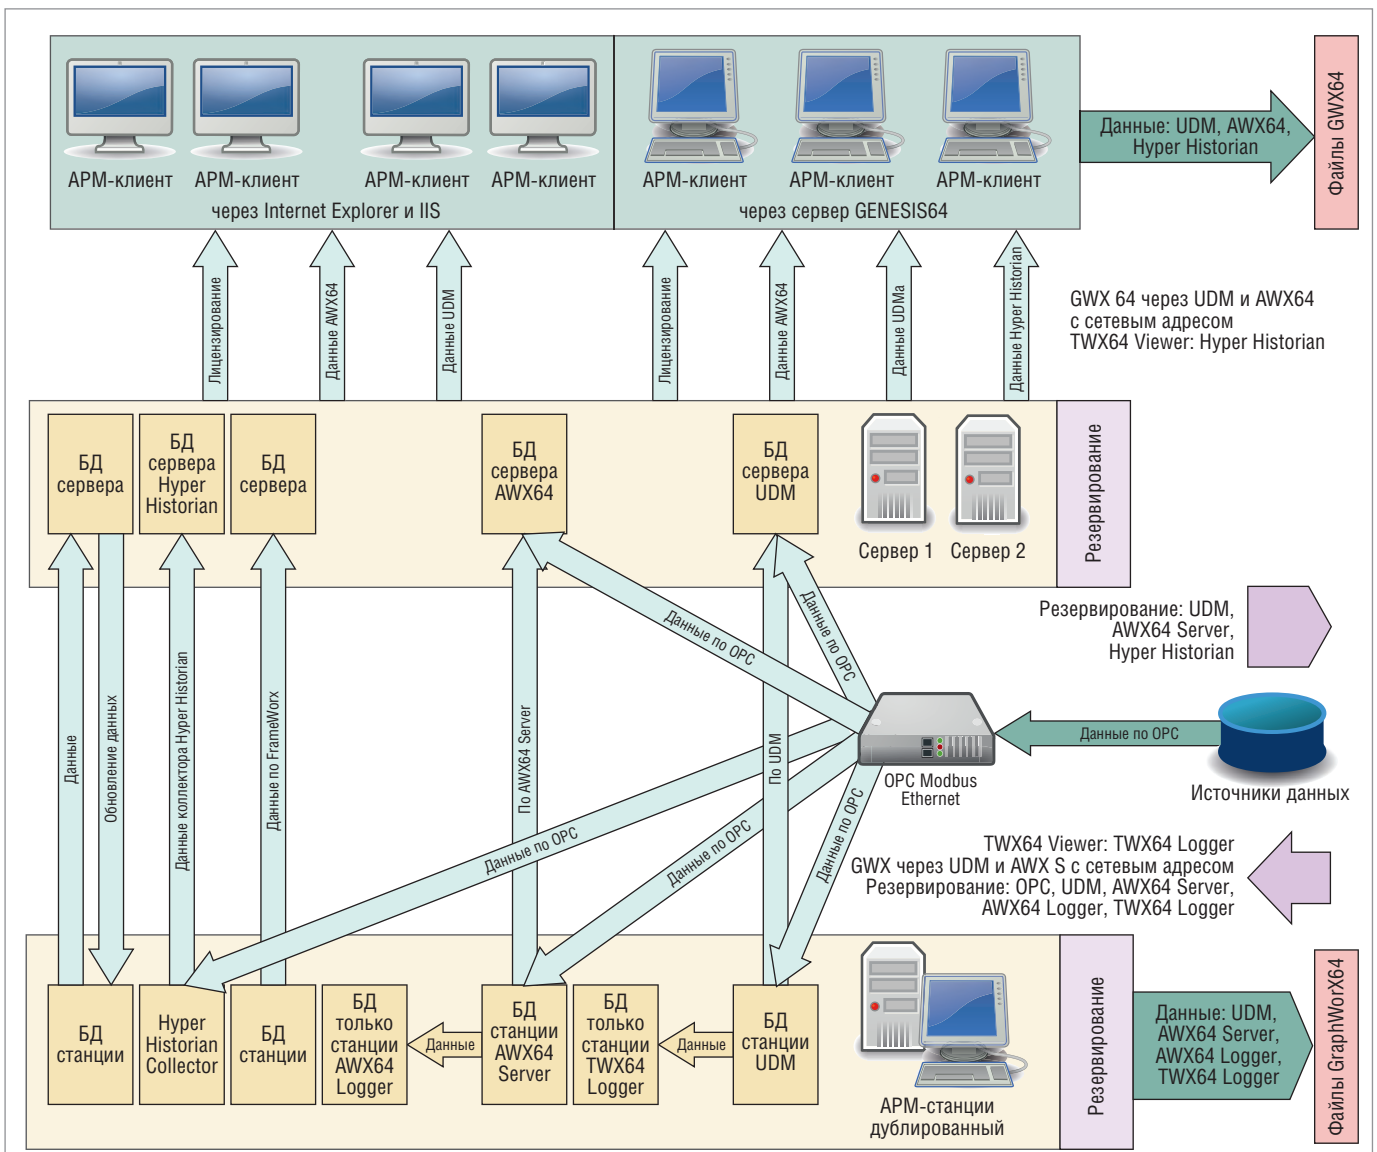 АРМ-клиент
АРМ-клиент
АРМ-клиент
АРМ-клиент
через Internet Explorer и IIS
АРМ-клиент
АРМ-клиент
АРМ-клиент
через сервер GENESIS64
Данные: UDM, AWX64,
Hyper Historian
Файлы GWX64
Лицензирование
Данные AWX64
Данные UDM
Лицензирование
Данные AWX64
Данные UDMa
Данные Hyper Historian
GWX 64 через UDM и AWX64
с сетевым адресом
TWX64 Viewer: Hyper Historian
БД
сервера
БД
сервера
Hyper
Historian
БД
сервера
БД
сервера
AWX64
БД
сервера
UDM
Сервер 1
Сервер 2
Резервирование
Резервирование: UDM,
AWX64 Server,
Hyper Historian
Данные
Обновление данных
Данные коллектора Hyper Historian
Данные по FrameWorx
По AWX64 Server
По UDM
Данные по OPC
Данные по OPC
Данные по OPC
Данные по OPC
Данные по OPC
OPC Modbus
Ethernet
Данные по OPC
Источники данных
TWX64 Viewer: TWX64 Logger
GWX через UDM и AWX S с сетевым адресом
Резервирование: OPC, UDM, AWX64 Server,
AWX64 Logger, TWX64 Logger
БД
станции
Hyper
Historian
Collector
БД
станции
БД
только
станции
AWX64
Logger
Данные
БД
станции
AWX64
Server
БД
только
станции
TWX64
Logger
Данные
БД
станции
UDM
АРМ-станции
дублированный
Резервирование
Данные: UDM,
AWX64 Server,
AWX64 Logger,
TWX64 Logger
Файлы GraphWorX64